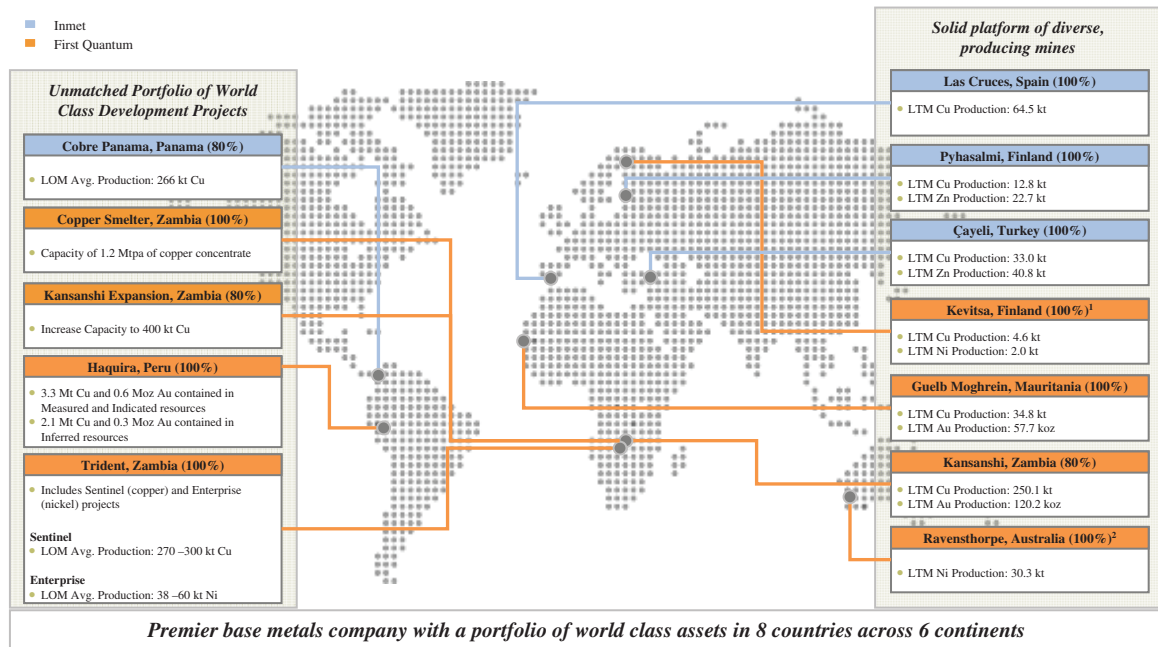 Inmet
First Quantum
Unmatched Portfolio of World
Class Development Projects
Cobre Panama, Panama (80%)
LOM Avg. Production: 266 kt Cu
Copper Smelter, Zambia (100%)
Capacity of 1.2 Mtpa of copper concentrate
Kansanshi Expansion, Zambia (80%)
Increase Capacity to 400 kt Cu
Haquira, Peru (100%)
3.3 Mt Cu and 0.6 Moz Au contained in
Measured and Indicated resources
2.1 Mt Cu and 0.3 Moz Au contained in
Inferred resources
Trident, Zambia (100%)
Includes Sentinel (copper) and Enterprise
(nickel) projects
Sentinel
LOM Avg. Production: 270 –300 kt Cu
Enterprise
LOM Avg. Production: 38 –60 kt Ni
Solid platform of diverse,
producing mines
Las Cruces, Spain (100%)
LTM Cu Production: 64.5 kt
Pyhasalmi, Finland (100%)
LTM Cu Production: 12.8 kt
LTM Zn Production: 22.7 kt
Çayeli, Turkey (100%)
LTM Cu Production: 33.0 kt
LTM Zn Production: 40.8 kt
Kevitsa, Finland (100%)¹
LTM Cu Production: 4.6 kt
LTM Ni Production: 2.0 kt
Guelb Moghrein, Mauritania (100%)
LTM Cu Production: 34.8 kt
LTM Au Production: 57.7 koz
Kansanshi, Zambia (80%)
LTM Cu Production: 250.1 kt
LTM Au Production: 120.2 koz
Ravensthorpe, Australia (100%)²
LTM Ni Production: 30.3 kt
Premier base metals company with a portfolio of world class assets in 8 countries across 6 continents